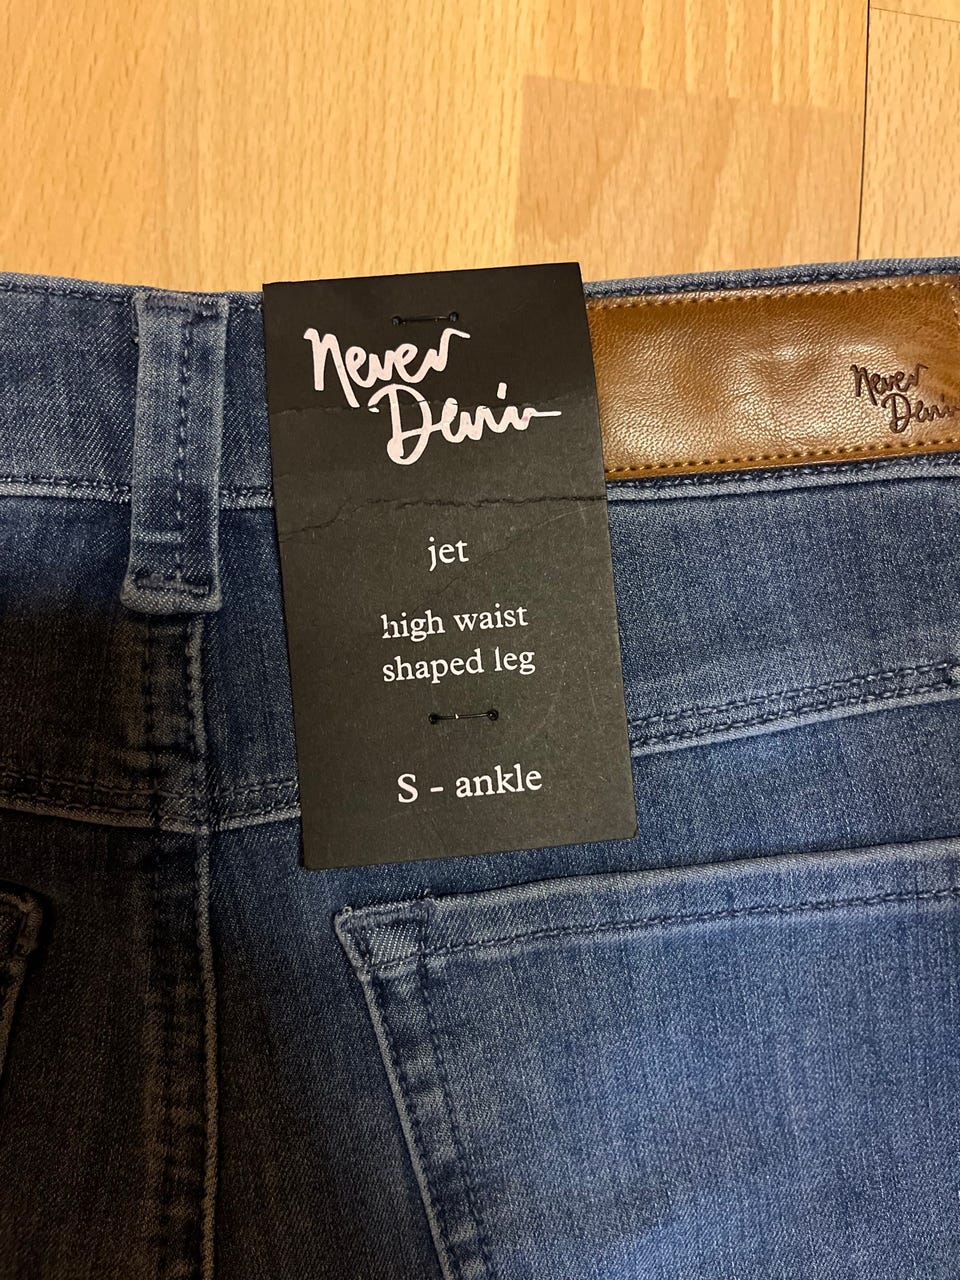 Never
Denim
jet
high waist
shaped leg
S - ankle
Never
Denim